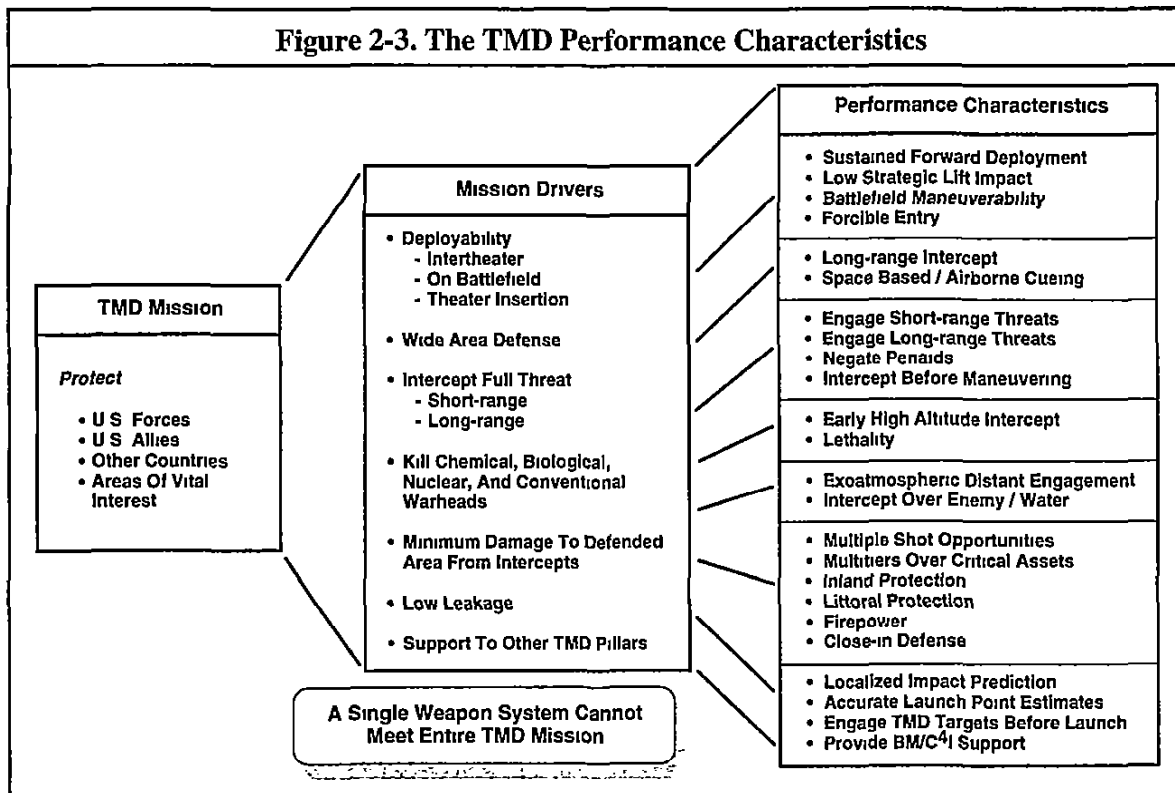 Figure 2-3. The TMD Performance Characteristics
TMD Mission
Protect
• U S Forces
• U S Allies
• Other Countries
• Areas Of Vital
Interest
Mission Drivers
• Deployability
- Intertheater
- On Battlefield
- Theater Insertion
• Wide Area Defense
• Intercept Full Threat
- Short-range
- Long-range
• Kill Chemical, Biological,
Nuclear, And Conventional
Warheads
• Minimum Damage To Defended
Area From Intercepts
• Low Leakage
• Support To Other TMD Pillars
A Single Weapon System Cannot
Meet Entire TMD Mission
Performance Characteristics
• Sustained Forward Deployment
• Low Strategic Lift Impact
• Battlefield Maneuverability
• Forcible Entry
• Long-range Intercept
• Space Based / Airborne Cueing
• Engage Short-range Threats
• Engage Long-range Threats
• Negate Penaids
• Intercept Before Maneuvering
• Early High Altitude Intercept
• Lethality
• Exoatmospheric Distant Engagement
• Intercept Over Enemy / Water
• Multiple Shot Opportunities
• Multitiers Over Critical Assets
• Inland Protection
• Littoral Protection
• Firepower
• Close-in Defense
• Localized Impact Prediction
• Accurate Launch Point Estimates
• Engage TMD Targets Before Launch
• Provide BM/C⁴I Support